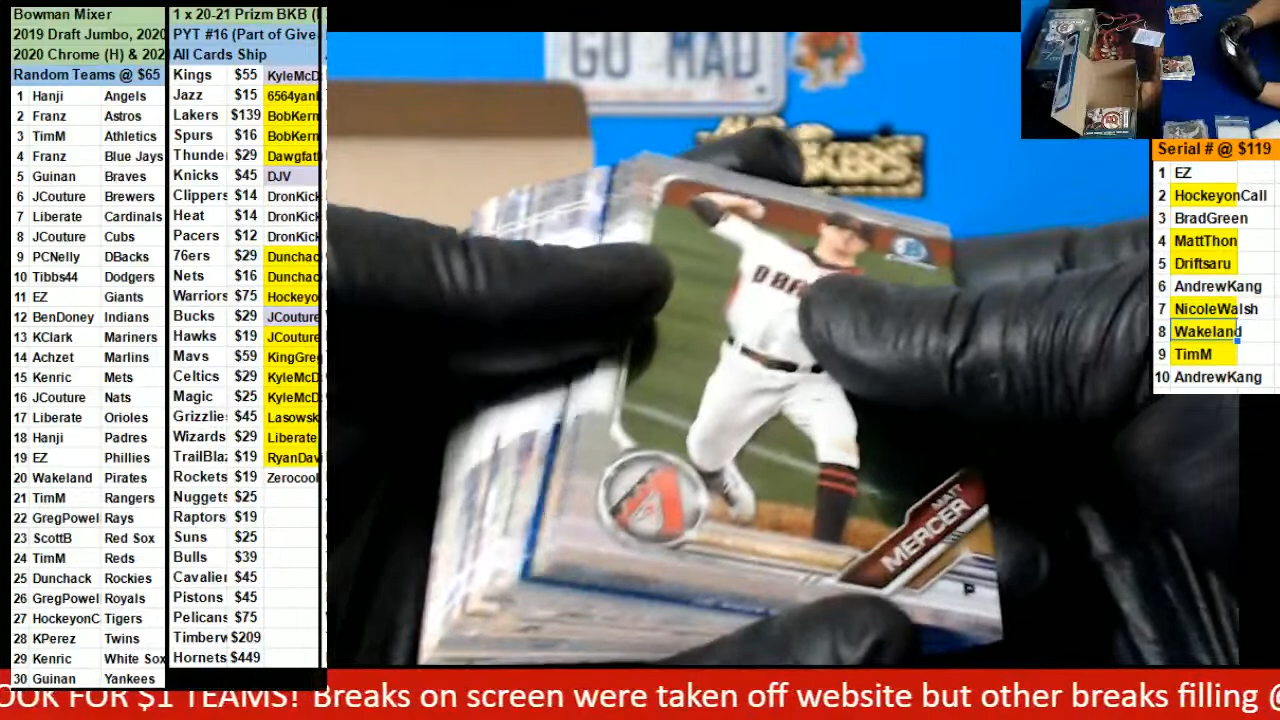 Bowman Mixer
2019 Draft Jumbo, 2020
2020 Chrome (H) & 202
Random Teams @ $65
1 Hanji Angels
2 Franz Astros
3 TimM Athletics
4 Franz Blue Jays
5 Guinan Braves
6 JCouture Brewers
7 Liberate Cardinals
8 JCouture Cubs
9 PCNelly DBacks
10 Tibbs44 Dodgers
11 EZ Giants
12 BenDoney Indians
13 KClark Mariners
14 Achzet Marlins
15 Kenric Mets
16 JCouture Nats
17 Liberate Orioles
18 Hanji Padres
19 EZ Phillies
20 Wakeland Pirates
21 TimM Rangers
22 GregPowel Rays
23 ScottB Red Sox
24 TimM Reds
25 Dunchack Rockies
26 GregPowel Royals
27 HockeyonC Tigers
28 KPerez Twins
29 Kenric White Sox
30 Guinan Yankees
1 x 20-21 Prizm BKB (
PYT #16 (Part of Give
All Cards Ship
Kings $55 KyleMcD
Jazz $15 6564yan
Lakers $139 BobKern
Spurs $16 BobKern
Thunde $29 Dawgfat
Knicks $45 DJV
Clippers $14 DronKick
Heat $14 DronKick
Pacers $12 DronKick
76ers $29 Dunchac
Nets $16 Dunchac
Warriors $75 Hockeyo
Bucks $29 JCouture
Hawks $19 JCouture
Mavs $59 KingGre
Celtics $29 KyleMcD
Magic $25 KyleMcD
Grizzlie $45 Lasowsk
Wizards $29 Liberate
TrailBlaz $19 RyanDav
Rockets $19 Zerocool
Nuggets $25
Raptors $19
Suns $25
Bulls $39
Cavalier $45
Pistons $45
Pelicans $75
Timberw $209
Hornets $449
GO MAD
MATT
MERCER
P
Serial # @ $119
1 EZ
2 HockeyonCall
3 BradGreen
4 MattThon
5 Driftsaru
6 AndrewKang
7 NicoleWalsh
8 Wakeland
9 TimM
10 AndrewKang
OOK FOR $1 TEAMS! Breaks on screen were taken off website but other breaks filling @